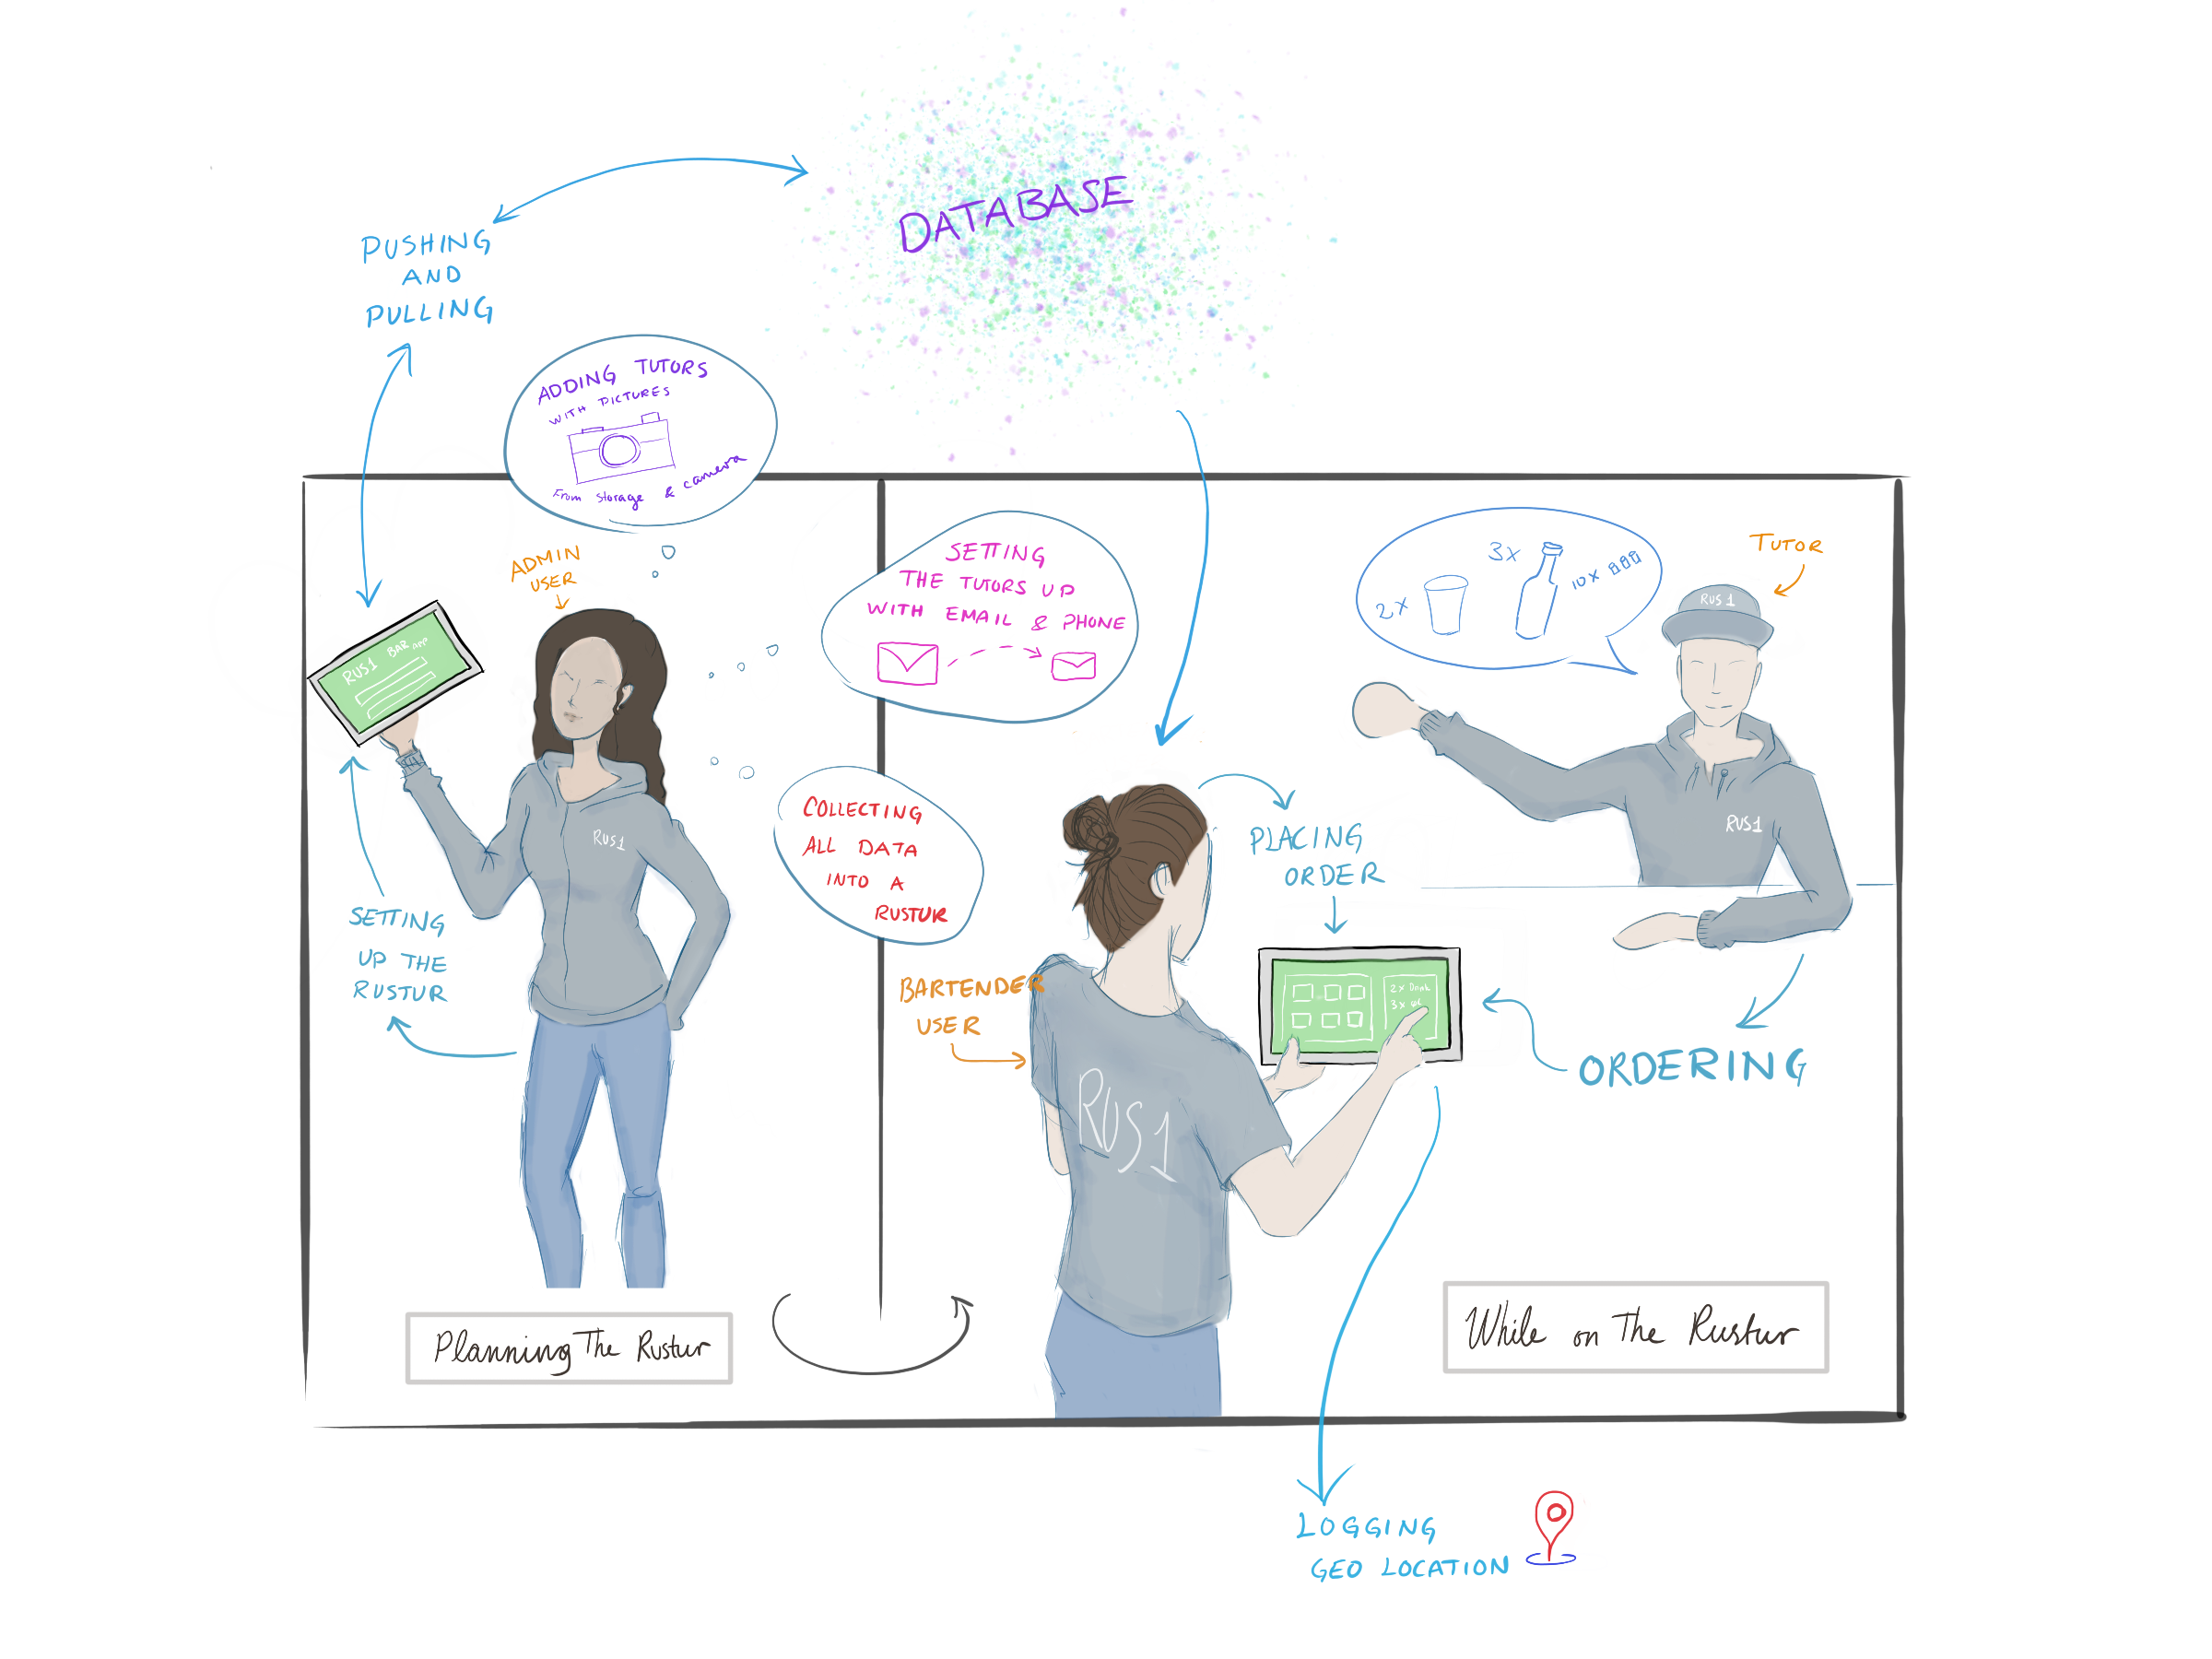 DATABASE
PUSHING
AND
PULLING
ADDING TUTORS
WITH PICTURES
From storage & camera
ADMIN
USER
RUS1 BAR app
RUS1
SETTING
UP THE
RUSTUR
SETTING
THE TUTORS UP
WITH EMAIL & PHONE
COLLECTING
ALL DATA
INTO A
RUSTUR
Planning The Rustur
2X
3X
10X
TUTOR
RUS1
RUS1
PLACING
ORDER
BARTENDER
USER
RUS1
2x Drink
3x
ORDERING
While on The Rustur
LOGGING
GEO LOCATION